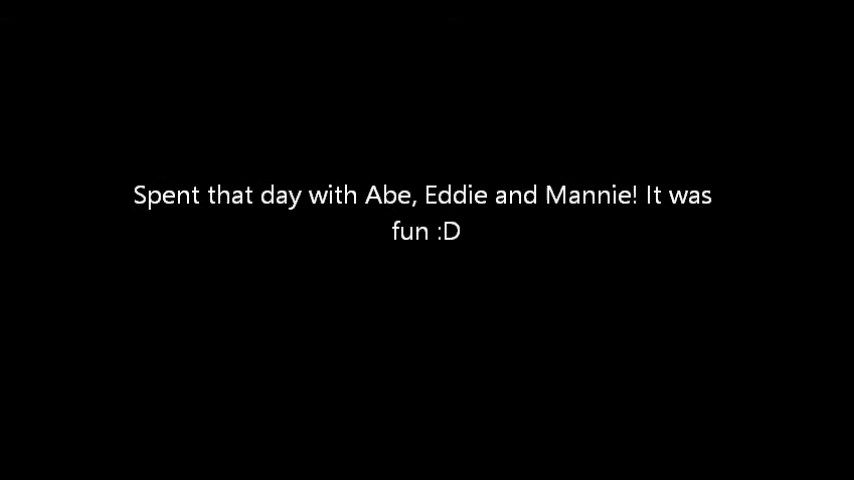 Spent that day with Abe, Eddie and Mannie! It was
fun :D